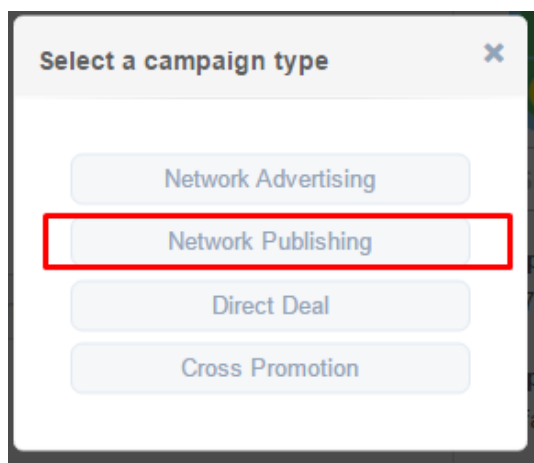 Select a campaign type
Network Advertising
Network Publishing
Direct Deal
Cross Promotion